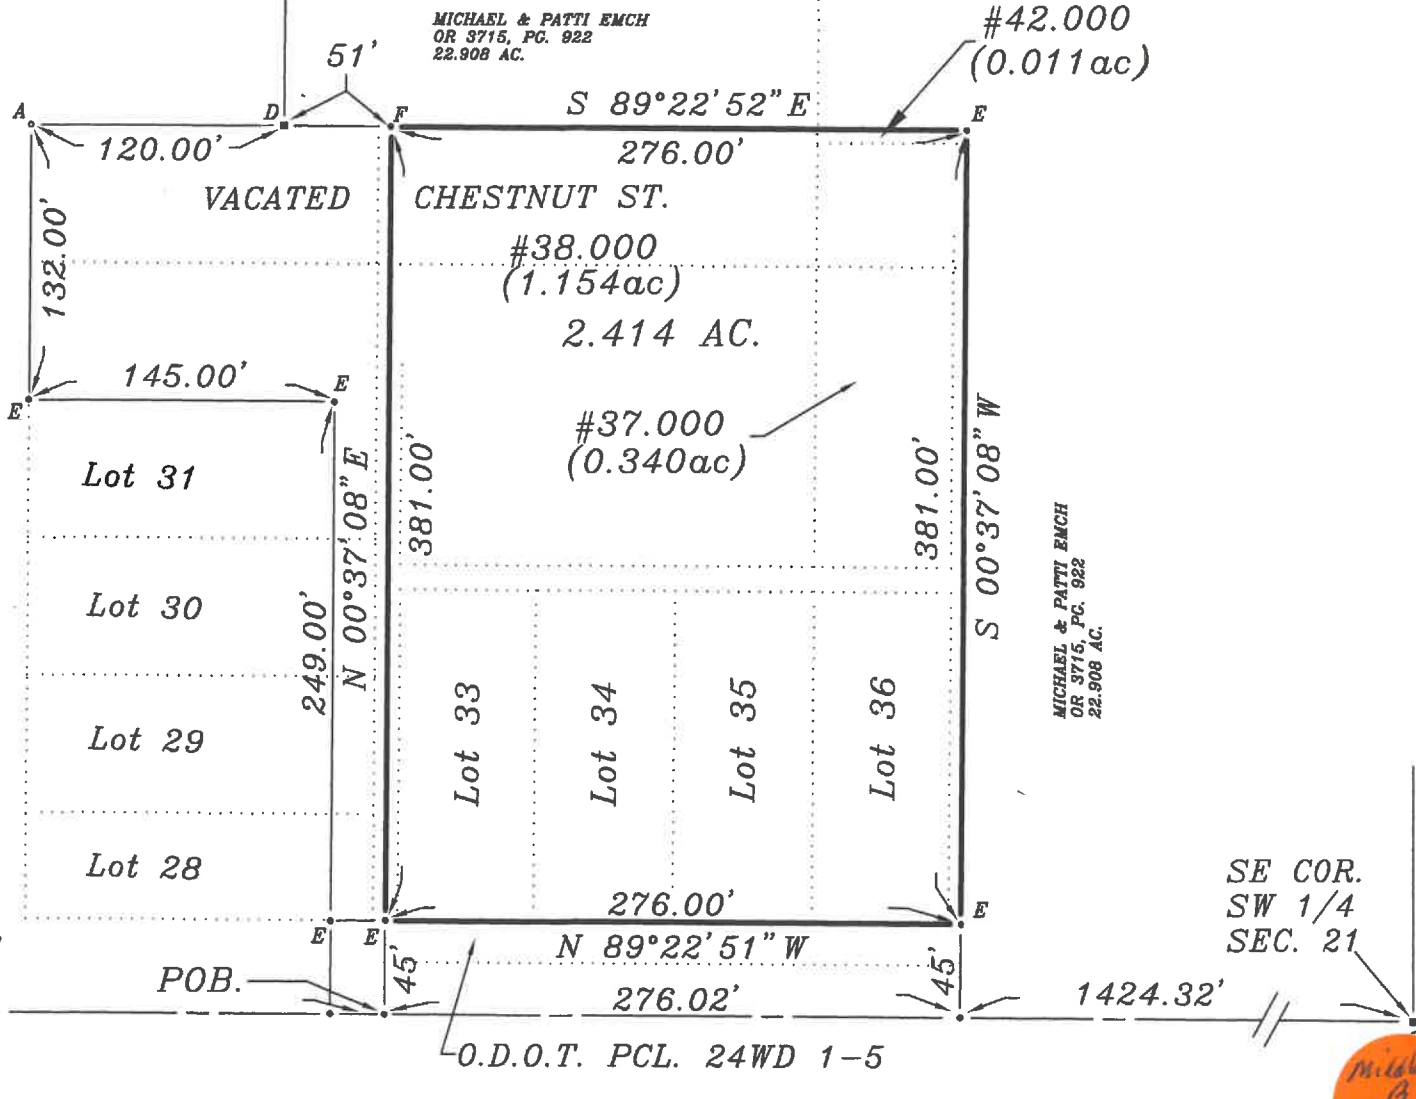 MICHAEL & PATTI EMCH
OR 3715, PG. 922
22.908 AC.
#42.000
(0.011ac)
51'
A
D
F
S 89°22'52" E
E
120.00'
276.00'
VACATED CHESTNUT ST.
132.00'
#38.000
(1.154ac)
2.414 AC.
145.00'
E
E
#37.000
(0.340ac)
381.00'
381.00'
S 00°37'08" W
N 00°37'08" E
249.00'
Lot 31
Lot 30
Lot 29
Lot 28
Lot 33
Lot 34
Lot 35
Lot 36
MICHAEL & PATTI EMCH
OR 3715, PG. 922
22.908 AC.
276.00'
E
E
E
N 89°22'51" W
SE COR.
SW 1/4
SEC. 21
POB.
45'
45'
276.02'
1424.32'
O.D.O.T. PCL. 24WD 1-5